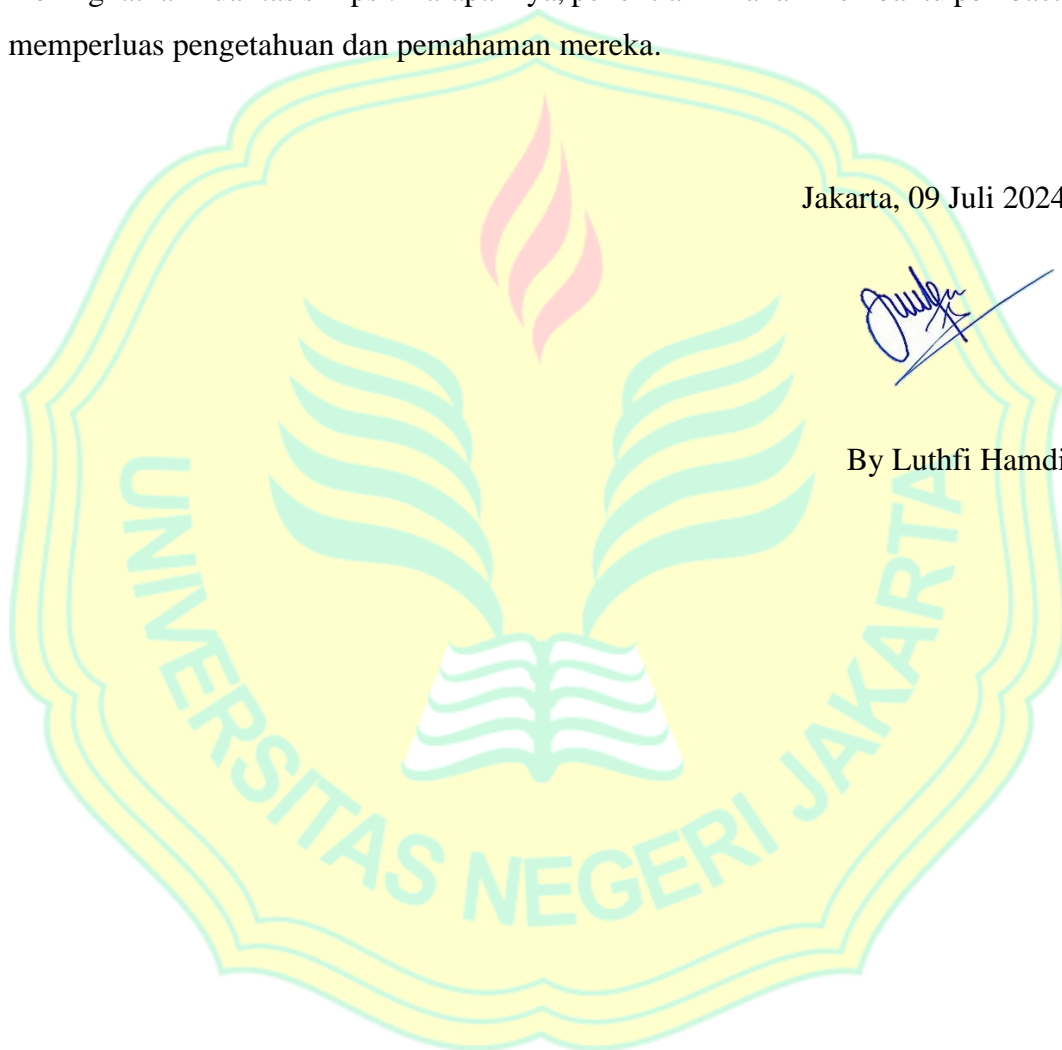 memperluas pengetahuan dan pemahaman mereka.
Jakarta, 09 Juli 2024
By Luthfi Hamdi
UNIVERSITAS NEGERI JAKARTA